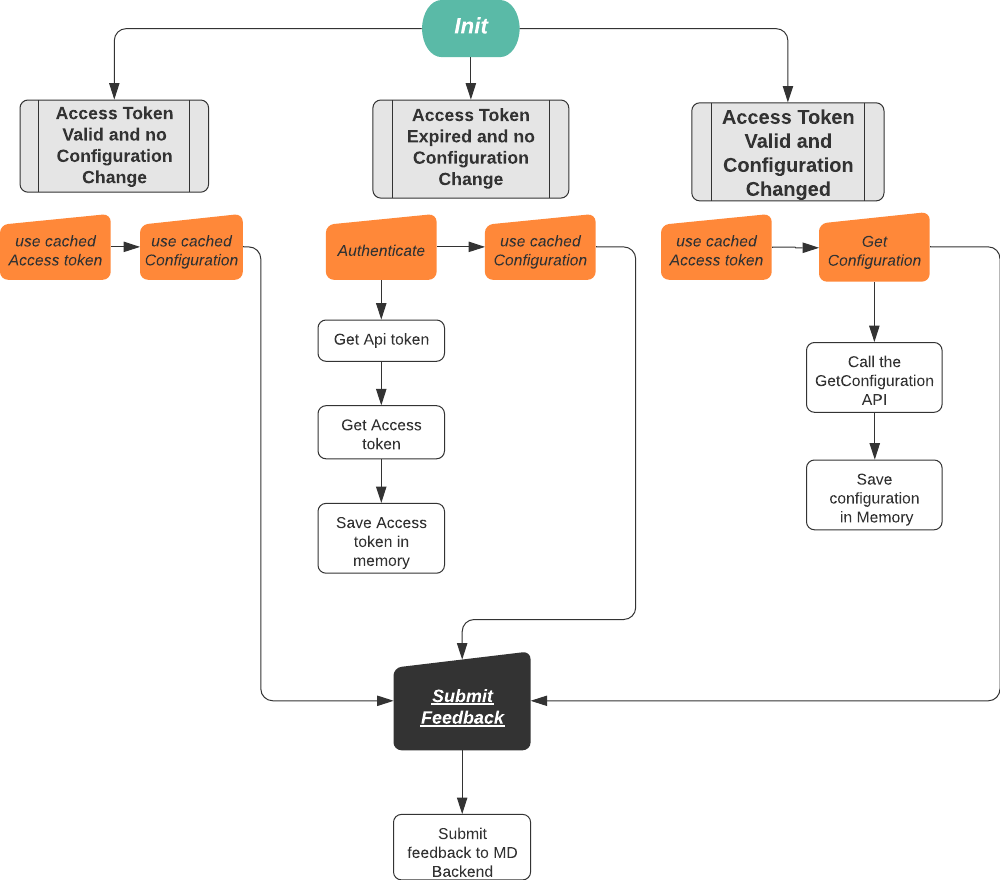 Init
Access Token
Valid and no
Configuration
Change
Access Token
Expired and no
Configuration
Change
Access Token
Valid and
Configuration
Changed
use cached
Access token
use cached
Configuration
Authenticate
use cached
Configuration
use cached
Access token
Get
Configuration
Get Api token
Get Access
token
Save Access
token in
memory
Call the
GetConfiguration
API
Save
configuration
in Memory
Submit
Feedback
Submit
feedback to MD
Backend